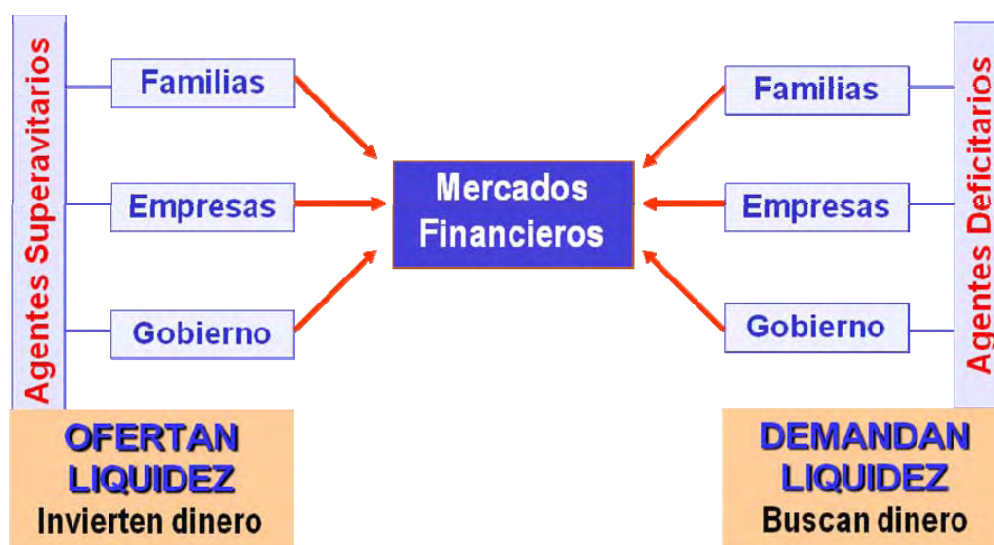 Agentes Superavitarios
Familias
Empresas
Gobierno
OFERTAN
LIQUIDEZ
Invierten dinero
Mercados
Financieros
Familias
Empresas
Gobierno
Agentes Deficitarios
DEMANDAN
LIQUIDEZ
Buscan dinero